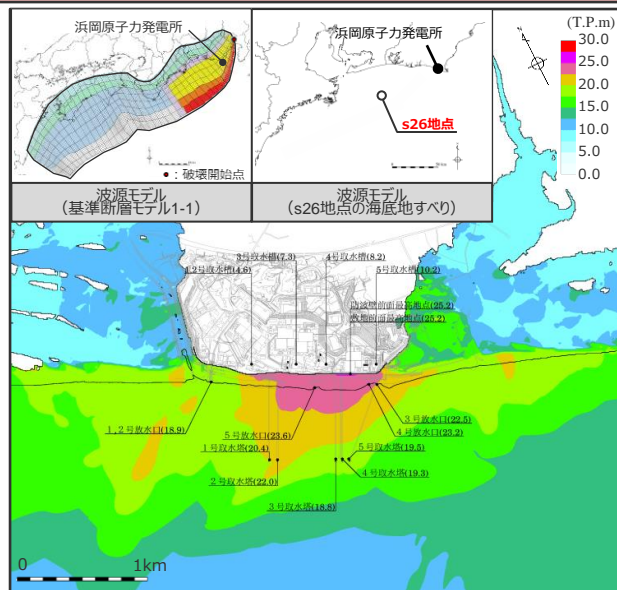 浜岡原子力発電所
●：破壊開始点
波源モデル
（基準断層モデル1-1）
浜岡原子力発電所
s26地点
波源モデル
（s26地点の海底地すべり）
(T.P.m)
30.0
25.0
20.0
15.0
10.0
5.0
0.0
3号取水槽(7.3)
4号取水槽(8.2)
1,2号取水槽(4.6)
5号取水槽(10.2)
防波壁前面最高地点(25.2)
敷地前面最高地点(25.2)
1,2号放水口(18.9)
5号放水口(23.6)
3号放水口(22.5)
4号放水口(23.2)
1号取水塔(20.4)
5号取水塔(19.5)
2号取水塔(22.0)
4号取水塔(19.3)
3号取水塔(18.8)
0
1km